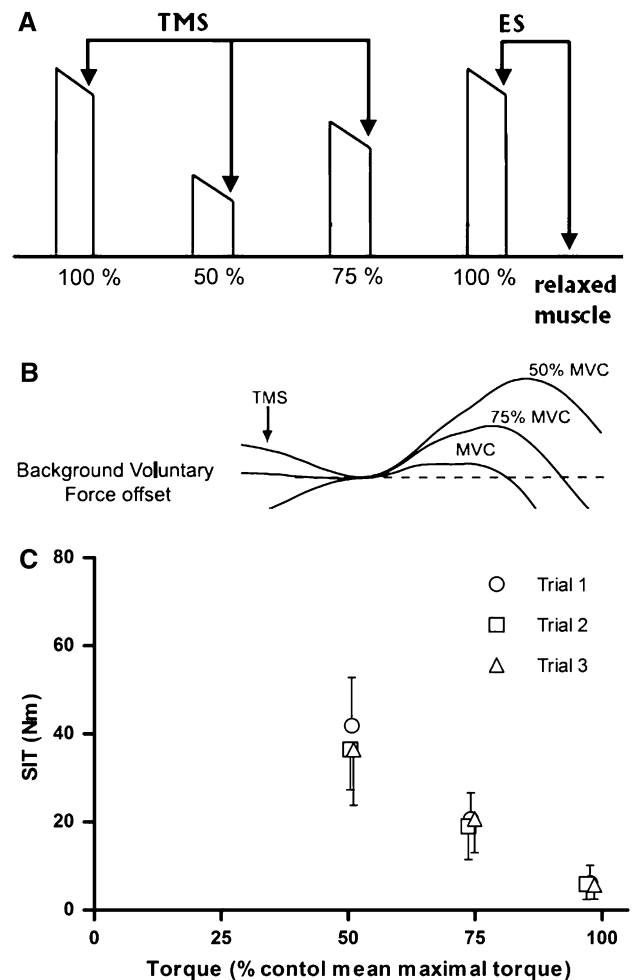 A
TMS
ES
100 %
50 %
75 %
100 %
relaxed
muscle
B
50% MVC
TMS
75% MVC
MVC
Background Voluntary
Force offset
C
80
60
40
20
0
SIT (Nm)
Trial 1
Trial 2
Trial 3
0
25
50
75
100
Torque (% contol mean maximal torque)